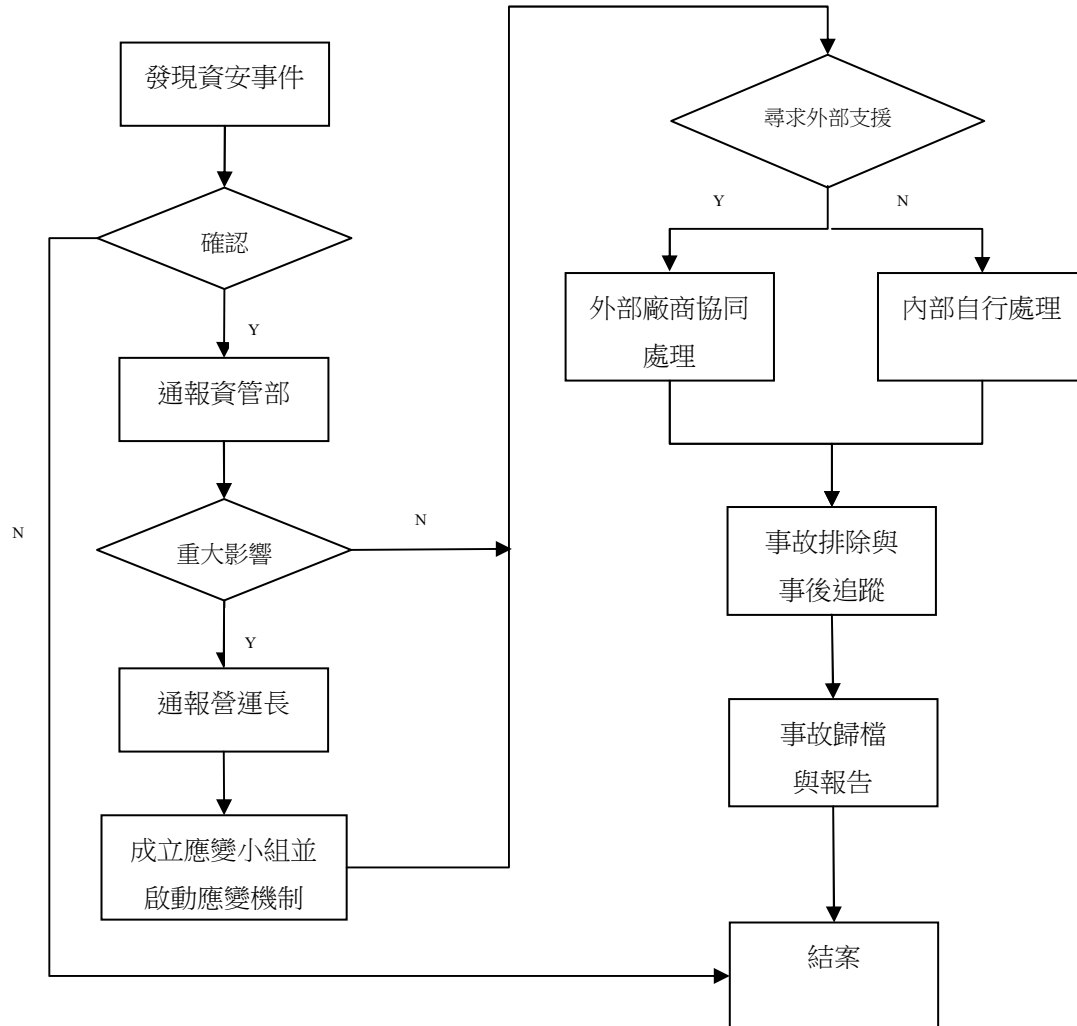 發現資安事件
確認
Y
通報資管部
N
重大影響
N
Y
通報營運長
成立應變小組並
啟動應變機制
尋求外部支援
Y
N
外部廠商協同
處理
內部自行處理
事故排除與
事後追蹤
事故歸檔
與報告
結案